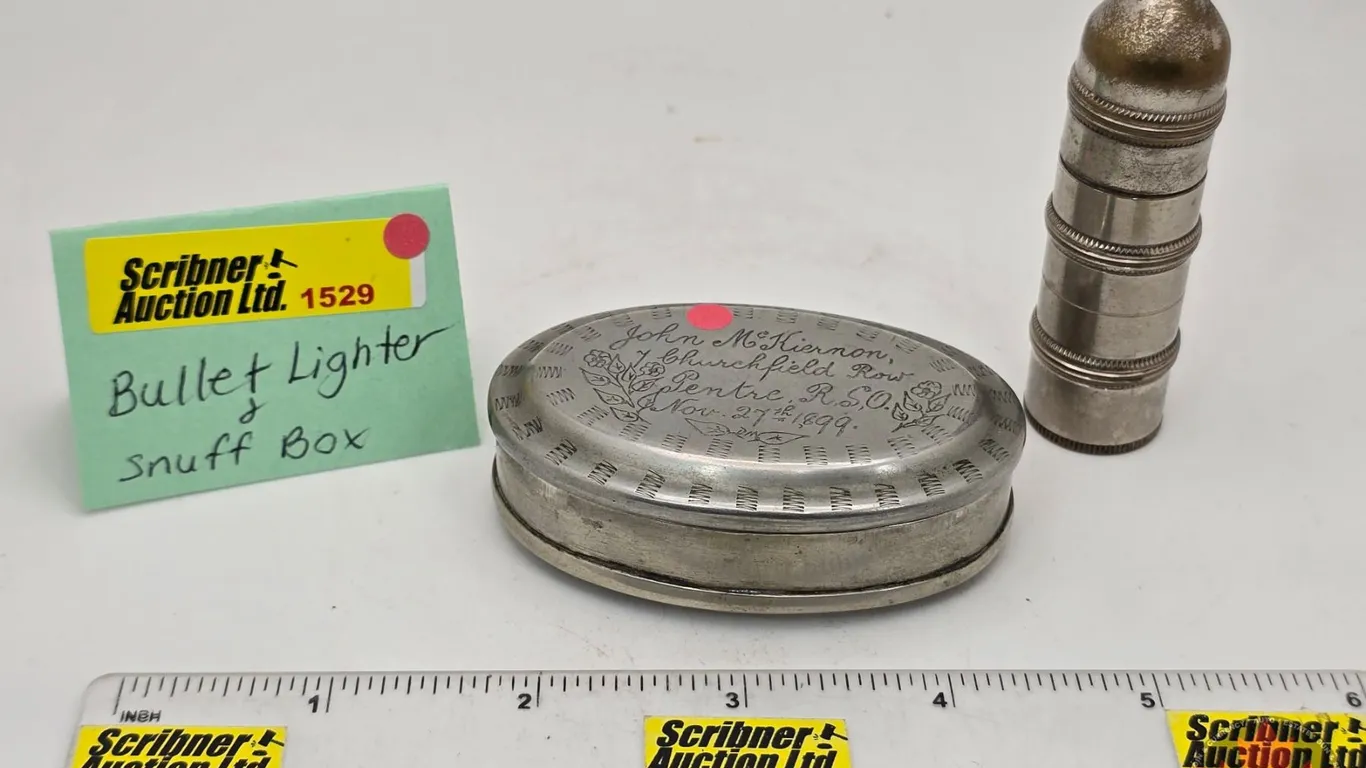 Scribner
Auction Ltd. 1529
Bullet Lighter
&
Snuff Box
John McKiernon,
7 Churchfield Row
Pentre, R.S.O.
Nov. 27th 1899.
1 2 3 4 5 6
INCH
Scribner
Auction Ltd
Scribner
Auction Ltd
Scribner
Auction Ltd